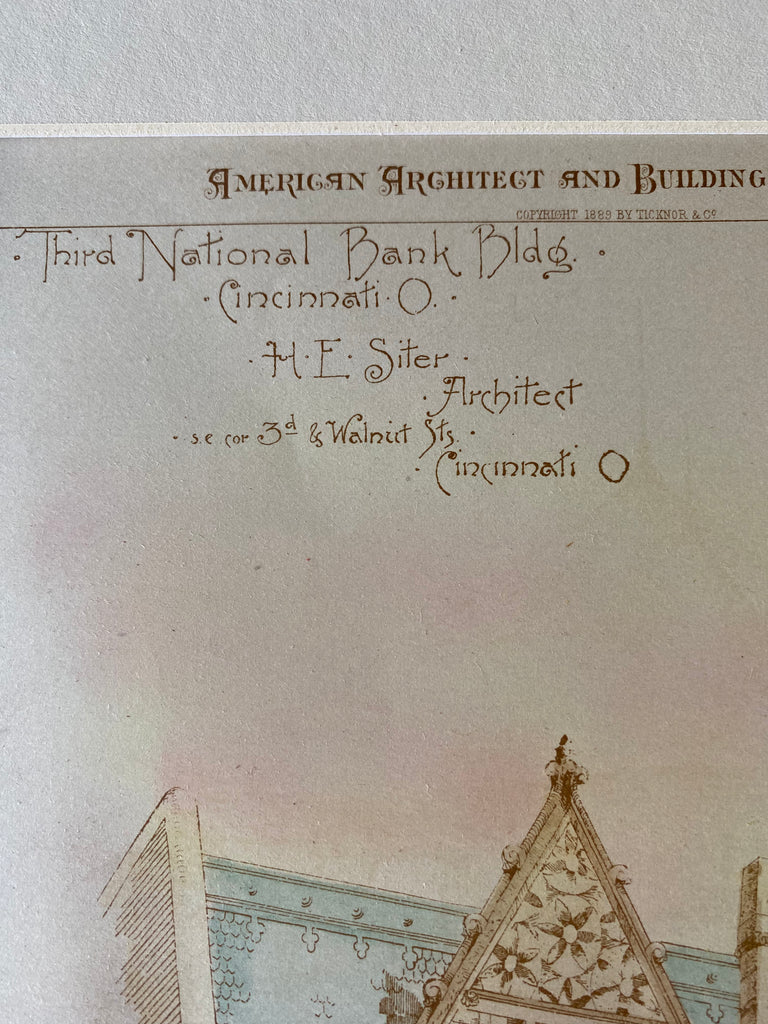 AMERICAN ARCHITECT AND BUILDING
COPYRIGHT 1889 BY TICKNOR & Co
· Third National Bank Bldg. ·
· Cincinnati · O. ·
· H · E · Siter ·
· Architect
· s.e. cor 3d & Walnut Sts. ·
· Cincinnati O